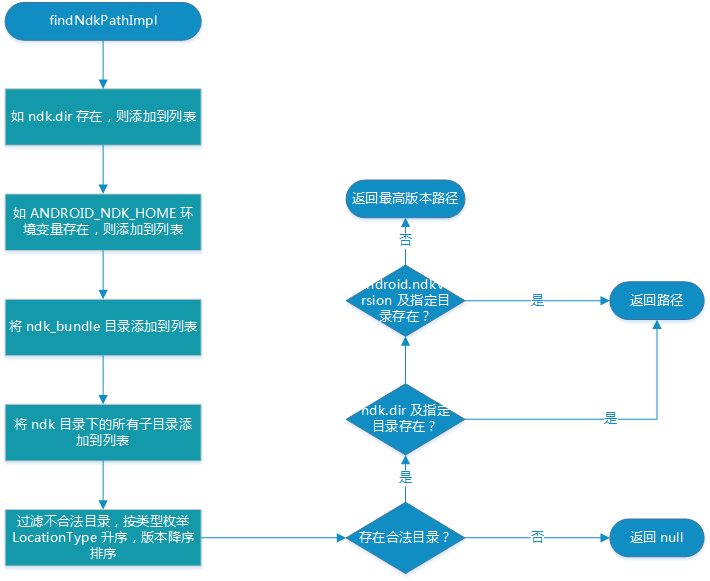 findNdkPathImpl
如 ndk.dir 存在，则添加到列表
如 ANDROID_NDK_HOME 环
境变量存在，则添加到列表
将 ndk_bundle 目录添加到列表
将 ndk 目录下的所有子目录添
加到列表
过滤不合法目录，按类型枚举
LocationType 升序，版本降序
排序
存在合法目录？
否
返回 null
是
ndk.dir 及指定
目录存在？
是
ndroid.ndkV
rsion 及指定目
录存在？
是
返回路径
否
返回最高版本路径